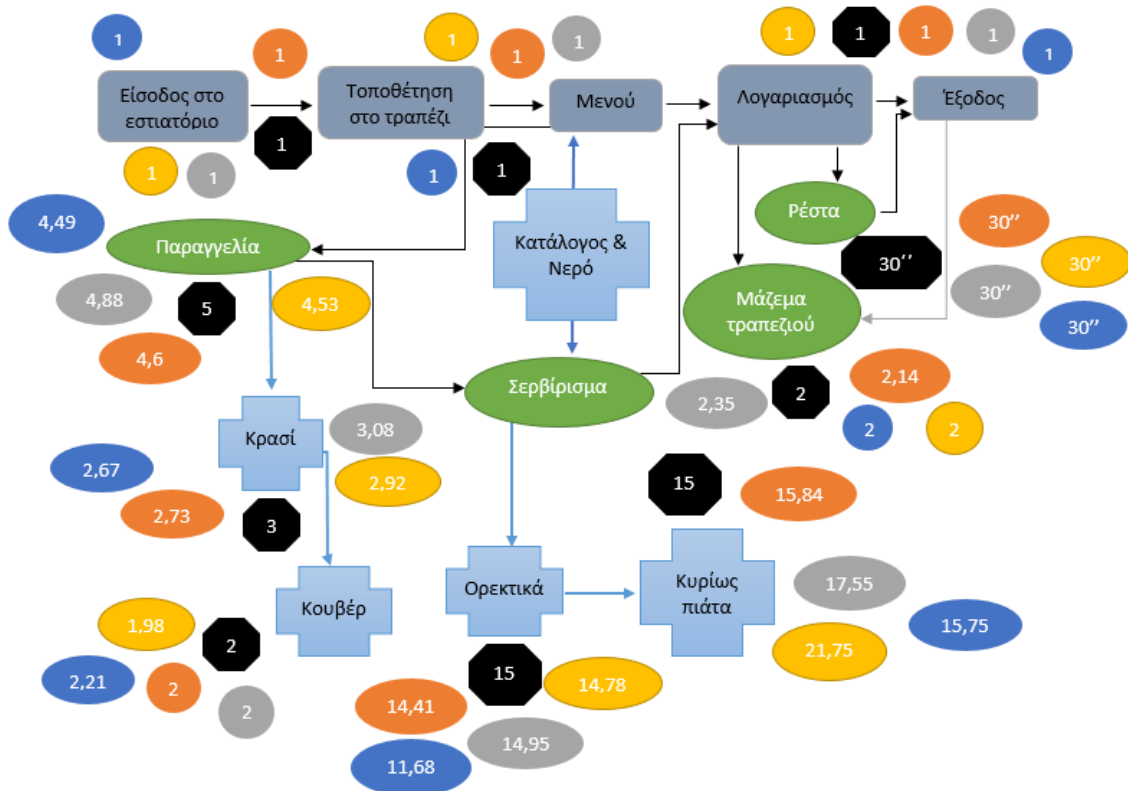 1
1
1
1
1
1
1
1
1
1
Είσοδος στο
εστιατόριο
Τοποθέτηση
στο τραπέζι
Μενού
Λογαριασμός
Έξοδος
1
1
1
1
1
4,49
Παραγγελία
Κατάλογος &
Νερό
Ρέστα
30’’
30’’
30’’
30’’
30’’
4,88
5
4,53
4,6
Μάζεμα
τραπεζιού
Σερβίρισμα
2,35
2
2,14
2
2
Κρασί
3,08
2,67
2,92
2,73
3
15
15,84
Κουβέρ
Ορεκτικά
Κυρίως
πιάτα
17,55
15,75
21,75
1,98
2
2,21
2
2
15
14,78
14,41
14,95
11,68